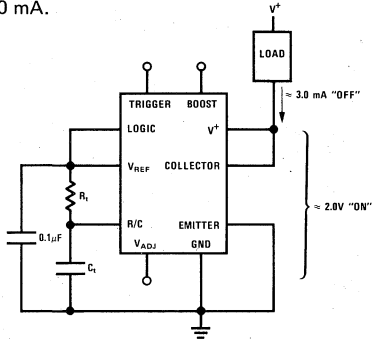 0 mA.
V+
LOAD
≈ 3.0 mA "OFF"
TRIGGER BOOST
LOGIC V+
VREF COLLECTOR
Rt
≈ 2.0V "ON"
R/C EMITTER
0.1μF
VADJ GND
Ct